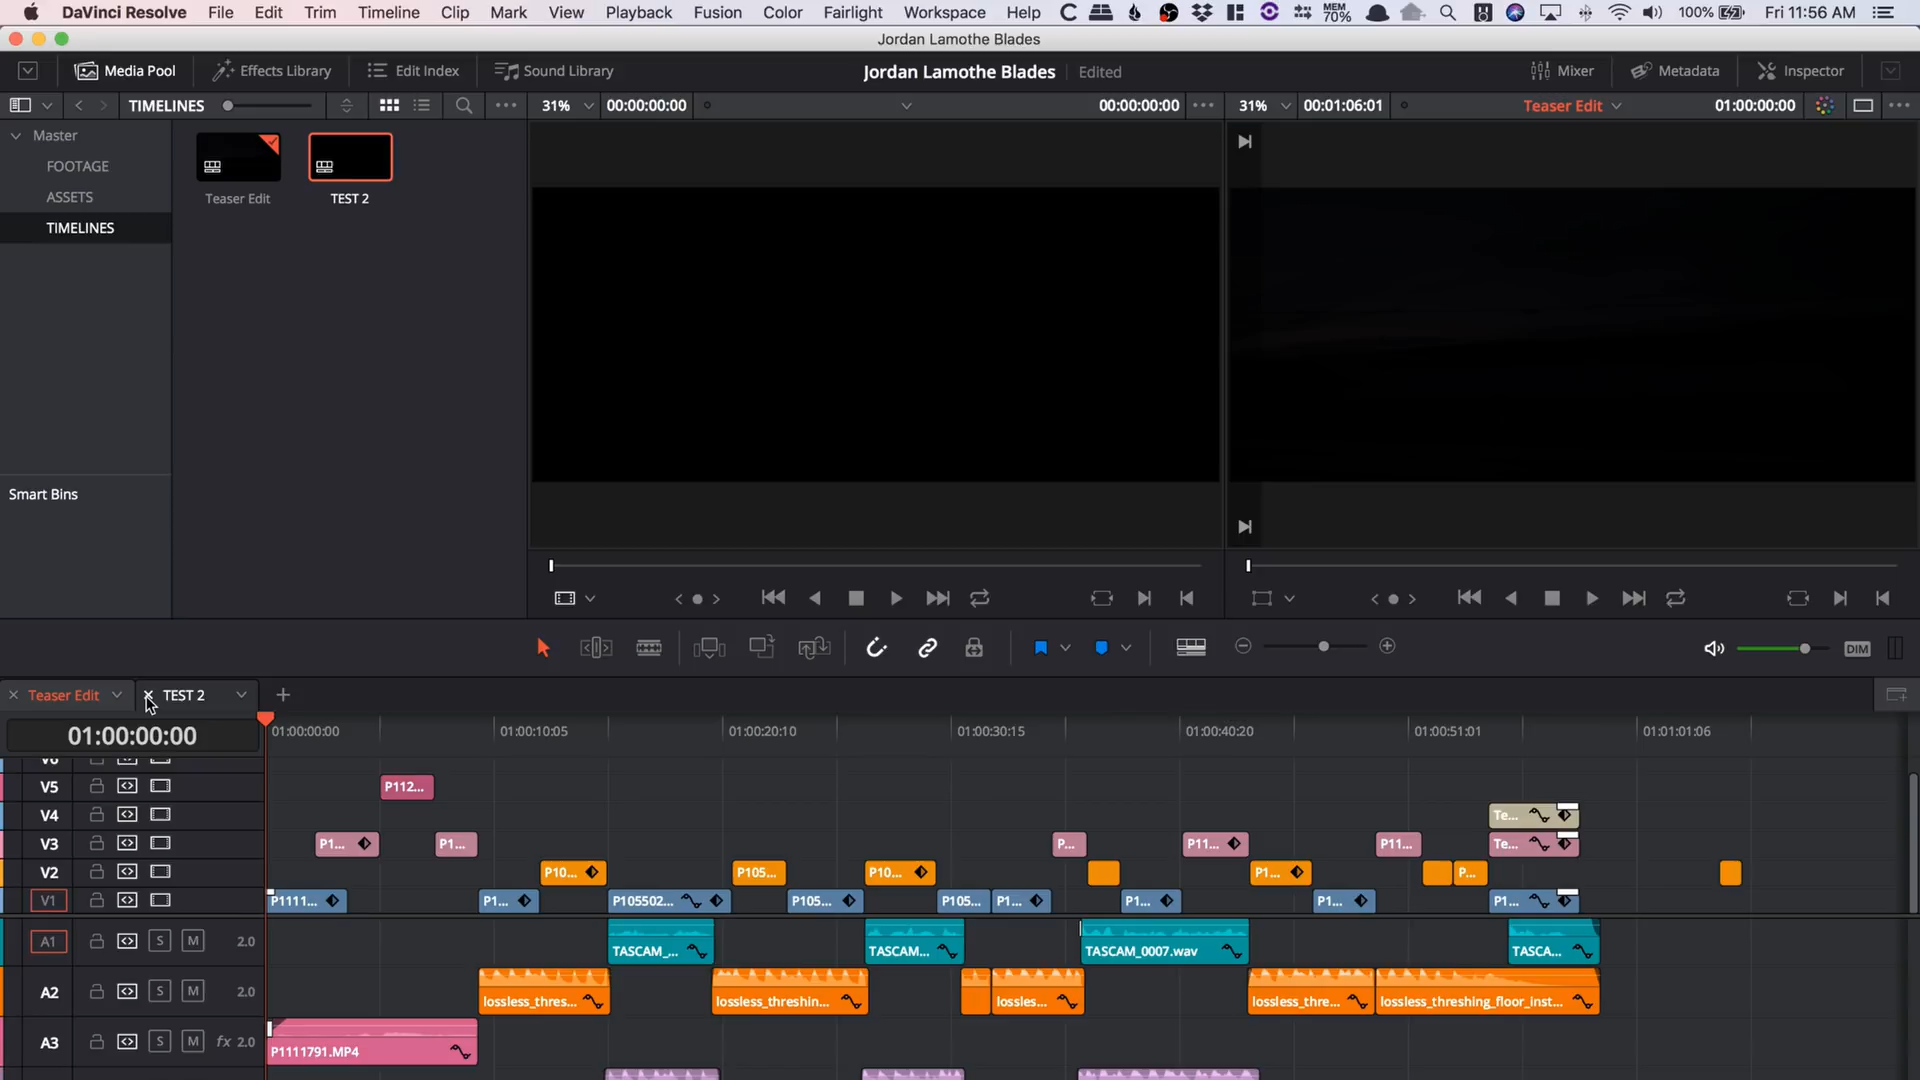 DaVinci Resolve File Edit Trim Timeline Clip Mark View Playback Fusion Color Fairlight Workspace Help MEM 70% 100% Fri 11:56 AM
Jordan Lamothe Blades
Media Pool Effects Library Edit Index Sound Library Jordan Lamothe Blades Edited Mixer Metadata Inspector
TIMELINES 31% 00:00:00:00 00:00:00:00 31% 00:01:06:01 Teaser Edit 01:00:00:00
Master
FOOTAGE
ASSETS
TIMELINES
Teaser Edit TEST 2
Smart Bins
DIM
Teaser Edit TEST 2
01:00:00:00 01:00:00:00 01:00:10:05 01:00:20:10 01:00:30:15 01:00:40:20 01:00:51:01 01:01:01:06
V5 P112...
V4 Te...
V3 P1... P1... P... P11... P11... Te...
V2 P10... P105... P10... P1... P...
V1 P1111... P1... P105502... P105... P105... P1... P1... P1... P1...
A1 S M 2.0 TASCAM_... TASCAM... TASCAM_0007.wav TASCA...
A2 S M 2.0 lossless_thres... lossless_threshin... lossles... lossless_thre... lossless_threshing_floor_inst...
A3 S M fx 2.0 P1111791.MP4